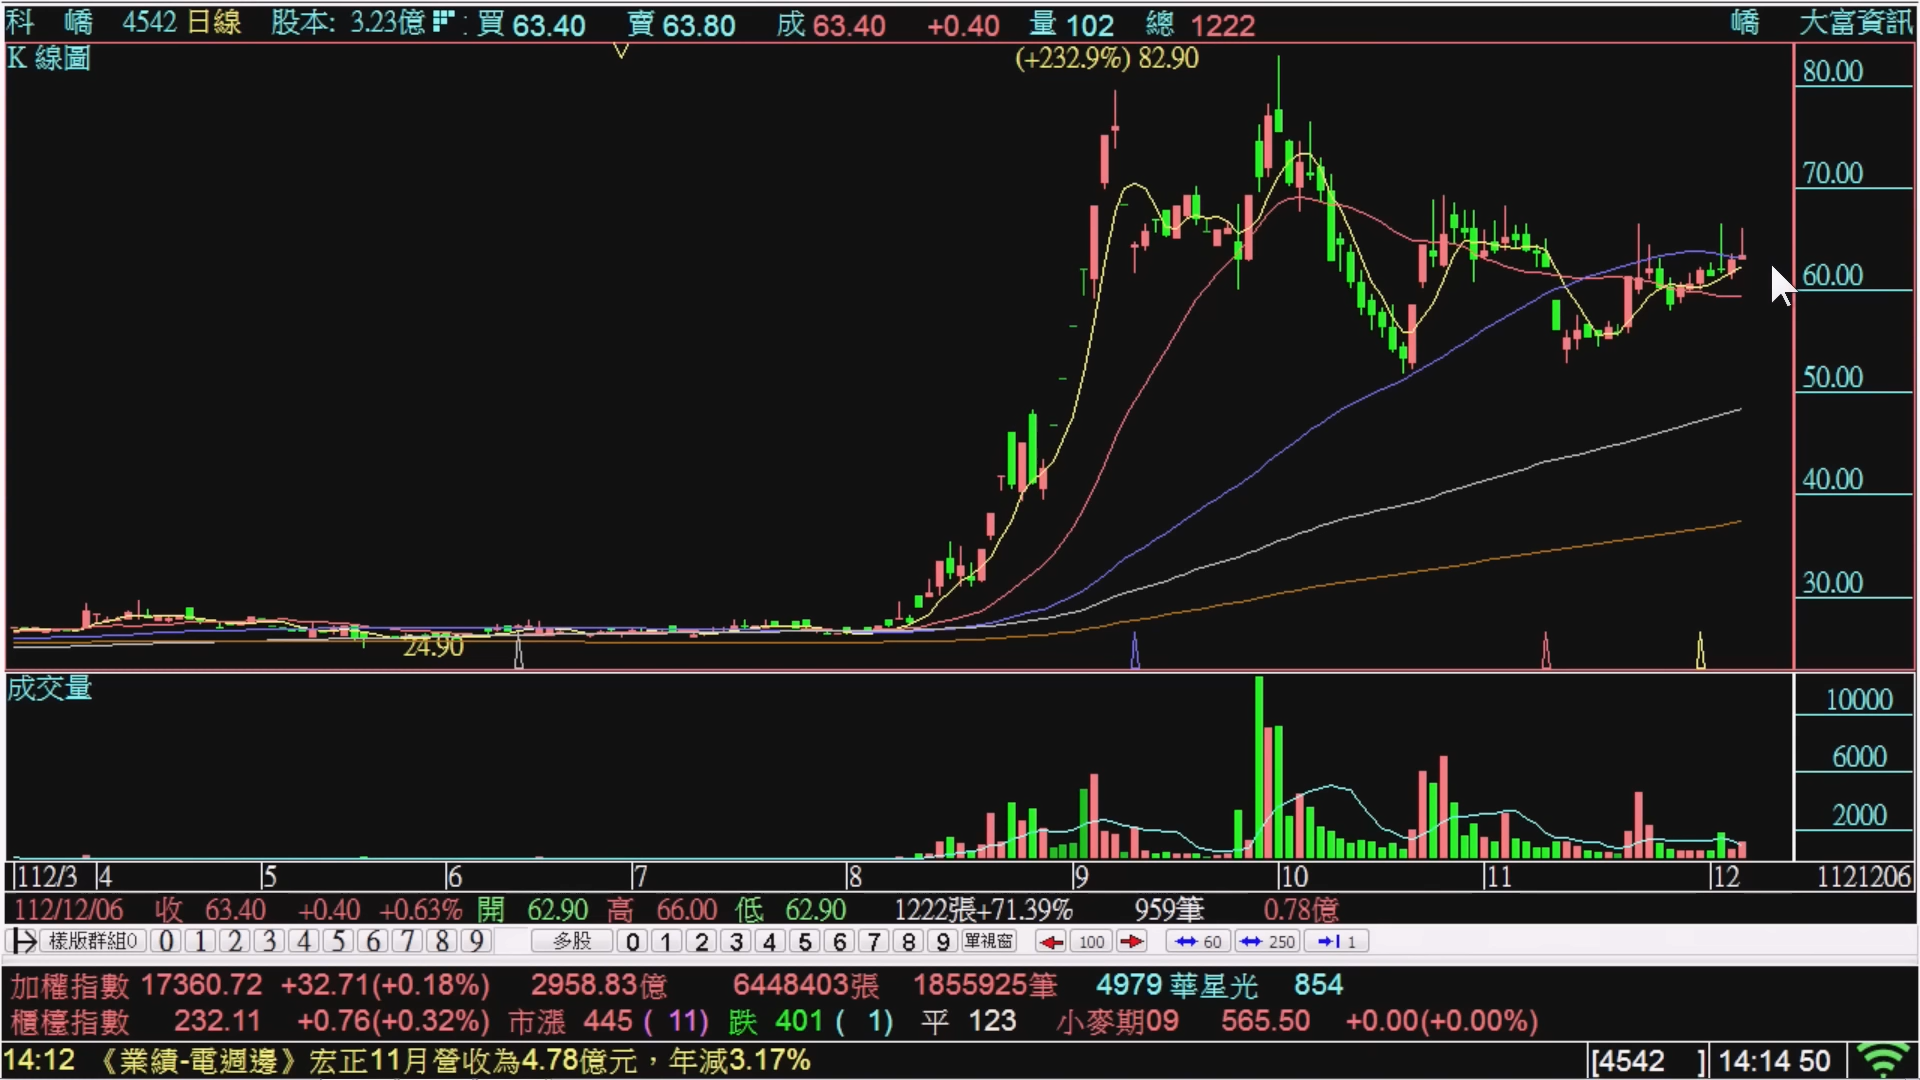 科 嶠 4542 日線 股本: 3.23億 : 買 63.40 賣 63.80 成 63.40 +0.40 量 102 總 1222 嶠 大富資訊
K 線圖
(+232.9%) 82.90
80.00
70.00
60.00
50.00
40.00
30.00
24.90
成交量
10000
6000
2000
112/3 4 5 6 7 8 9 10 11 12 1121206
112/12/06 收 63.40 +0.40 +0.63% 開 62.90 高 66.00 低 62.90 1222張+71.39% 959筆 0.78億
樣版群組0 0 1 2 3 4 5 6 7 8 9 多股 0 1 2 3 4 5 6 7 8 9 單視窗 100 60 250 1
加權指數 17360.72 +32.71(+0.18%) 2958.83億 6448403張 1855925筆 4979 華星光 854
櫃檯指數 232.11 +0.76(+0.32%) 市漲 445 ( 11) 跌 401 ( 1) 平 123 小麥期09 565.50 +0.00(+0.00%)
14:12 《業績-電週邊》宏正11月營收為4.78億元，年減3.17% [4542 ] 14:14 50